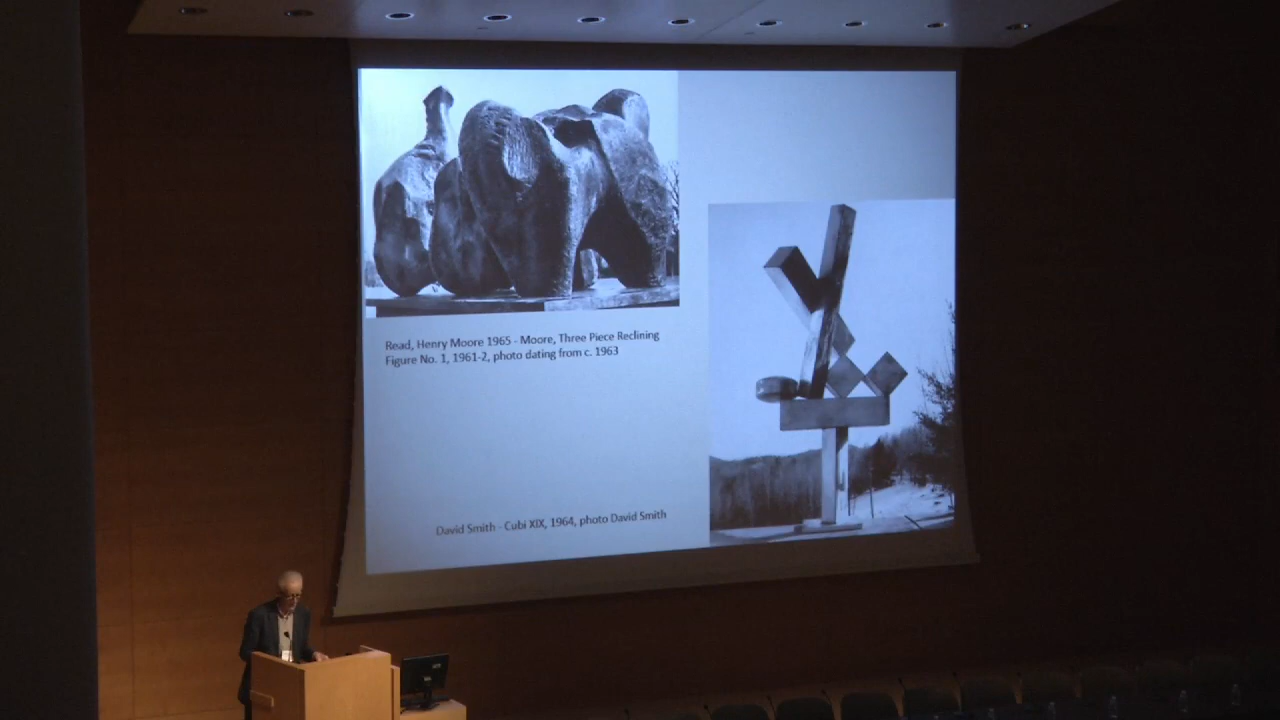 Read, Henry Moore 1965 - Moore, Three Piece Reclining
Figure No. 1, 1961-2, photo dating from c. 1963
David Smith - Cubi XIX, 1964, photo David Smith